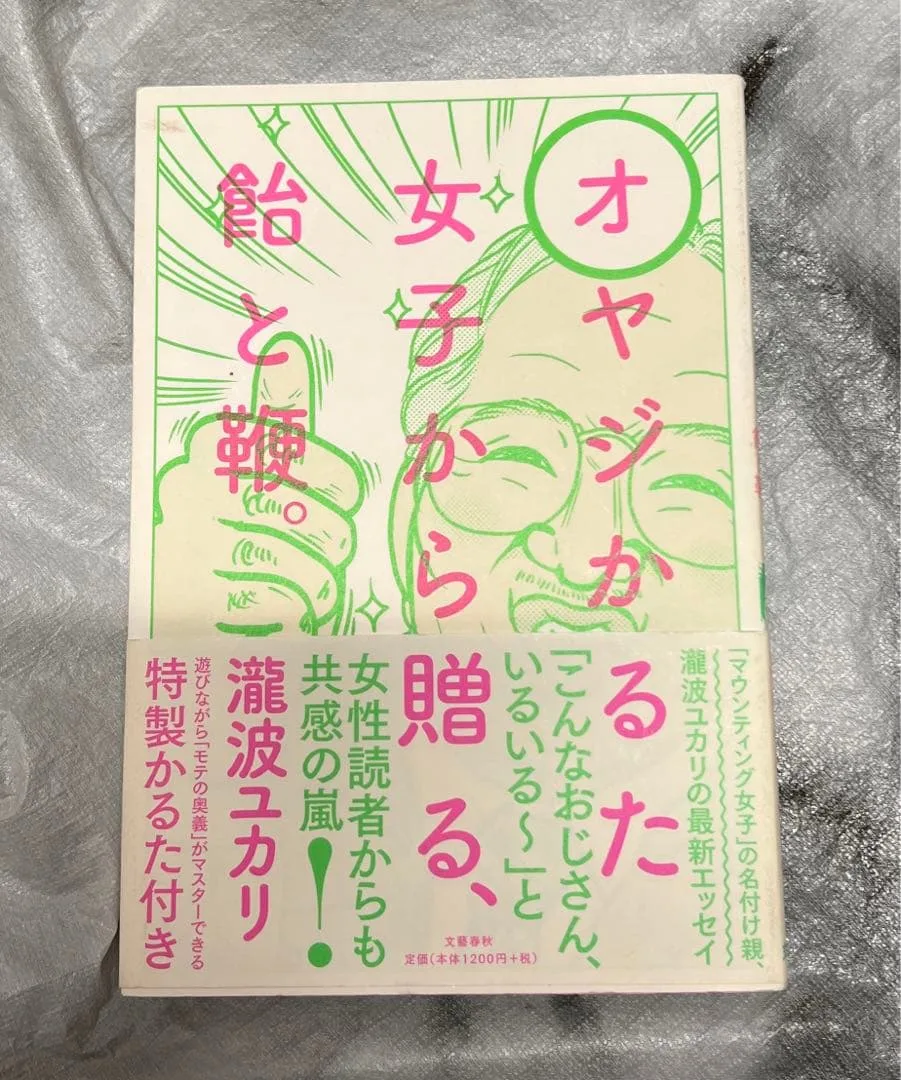 オヤジかるた
女子から贈る、
飴と鞭。
「マウンティング女子」の名付け親、
瀧波ユカリの最新エッセイ
「こんなおじさん、
いるいる〜」と
女性読者からも
共感の嵐!
瀧波ユカリ
遊びながら「モテの奥義」がマスターできる
特製かるた付き
文藝春秋
定価(本体1200円+税)